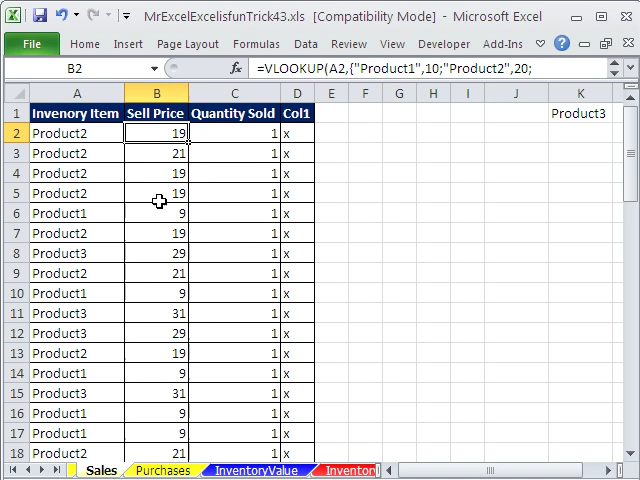 MrExcelExcelisfunTrick43.xls [Compatibility Mode] - Microsoft Excel
File Home Insert Page Layout Formulas Data Review View Developer Add-Ins
B2 fx =VLOOKUP(A2,{"Product1",10;"Product2",20;
A B C D E F G H I J K
1 Invenory Item Sell Price Quantity Sold Col1 Product3
2 Product2 19 1 x
3 Product2 21 1 x
4 Product2 19 1 x
5 Product2 19 1 x
6 Product1 9 1 x
7 Product2 19 1 x
8 Product3 29 1 x
9 Product2 21 1 x
10 Product1 9 1 x
11 Product3 31 1 x
12 Product3 29 1 x
13 Product2 19 1 x
14 Product1 9 1 x
15 Product3 31 1 x
16 Product1 9 1 x
17 Product1 9 1 x
18 Product2 21 1 x
Sales Purchases InventoryValue Inventor